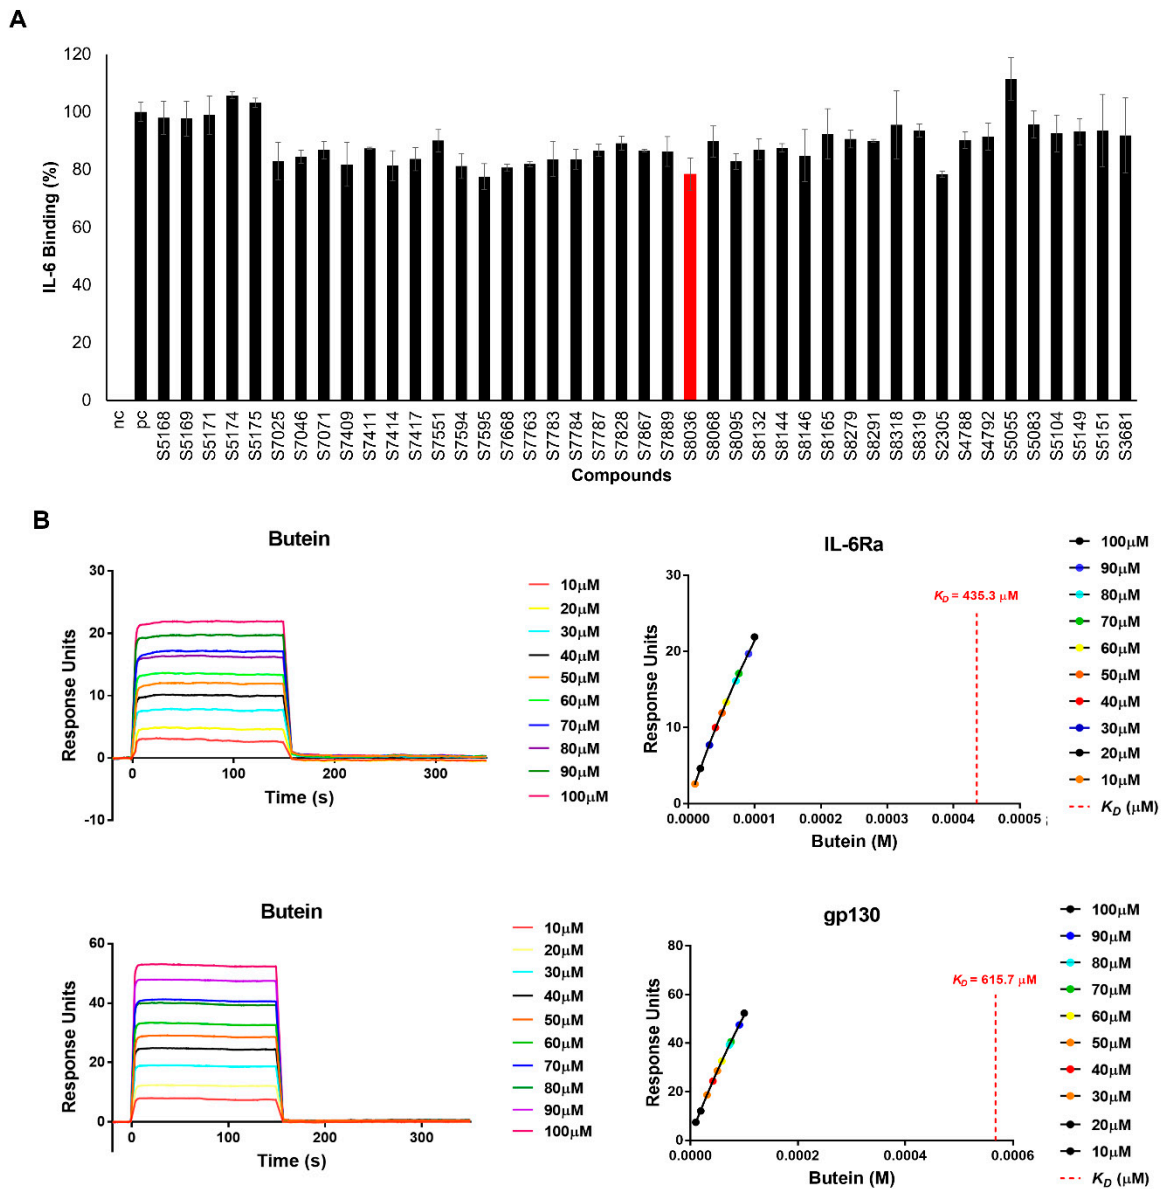 A
120
100
80
60
40
20
0
IL-6 Binding (%)
nc
pc
S5168
S5169
S5171
S5174
S5175
S7025
S7046
S7071
S7409
S7411
S7414
S7417
S7551
S7594
S7595
S7668
S7763
S7783
S7784
S7787
S7828
S7867
S7889
S8036
S8068
S8095
S8132
S8144
S8146
S8165
S8279
S8291
S8318
S8319
S2305
S4788
S4792
S5055
S5083
S5104
S5149
S5151
S3681
Compounds
B
Butein
30
20
10
0
-10
Response Units
0 100 200 300
Time (s)
10μM
20μM
30μM
40μM
50μM
60μM
70μM
80μM
90μM
100μM
IL-6Ra
30
20
10
0
Response Units
K_D = 435.3 μM
0.0000 0.0001 0.0002 0.0003 0.0004 0.0005 ;
Butein (M)
100μM
90μM
80μM
70μM
60μM
50μM
40μM
30μM
20μM
10μM
K_D (μM)
Butein
60
40
20
0
Response Units
0 100 200 300
Time (s)
10μM
20μM
30μM
40μM
50μM
60μM
70μM
80μM
90μM
100μM
gp130
80
60
40
20
0
Response Units
K_D = 615.7 μM
0.0000 0.0002 0.0004 0.0006
Butein (M)
100μM
90μM
80μM
70μM
60μM
50μM
40μM
30μM
20μM
10μM
K_D (μM)